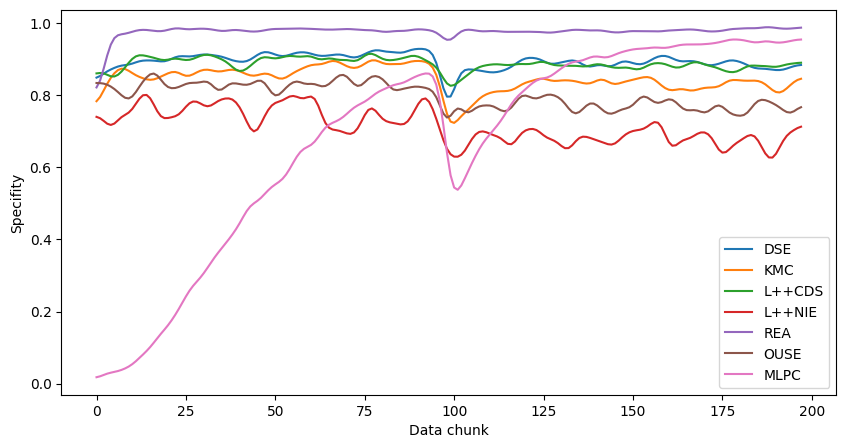 1.0
0.8
0.6
0.4
0.2
0.0
Specifity
0 25 50 75 100 125 150 175 200
Data chunk
DSE
KMC
L++CDS
L++NIE
REA
OUSE
MLPC